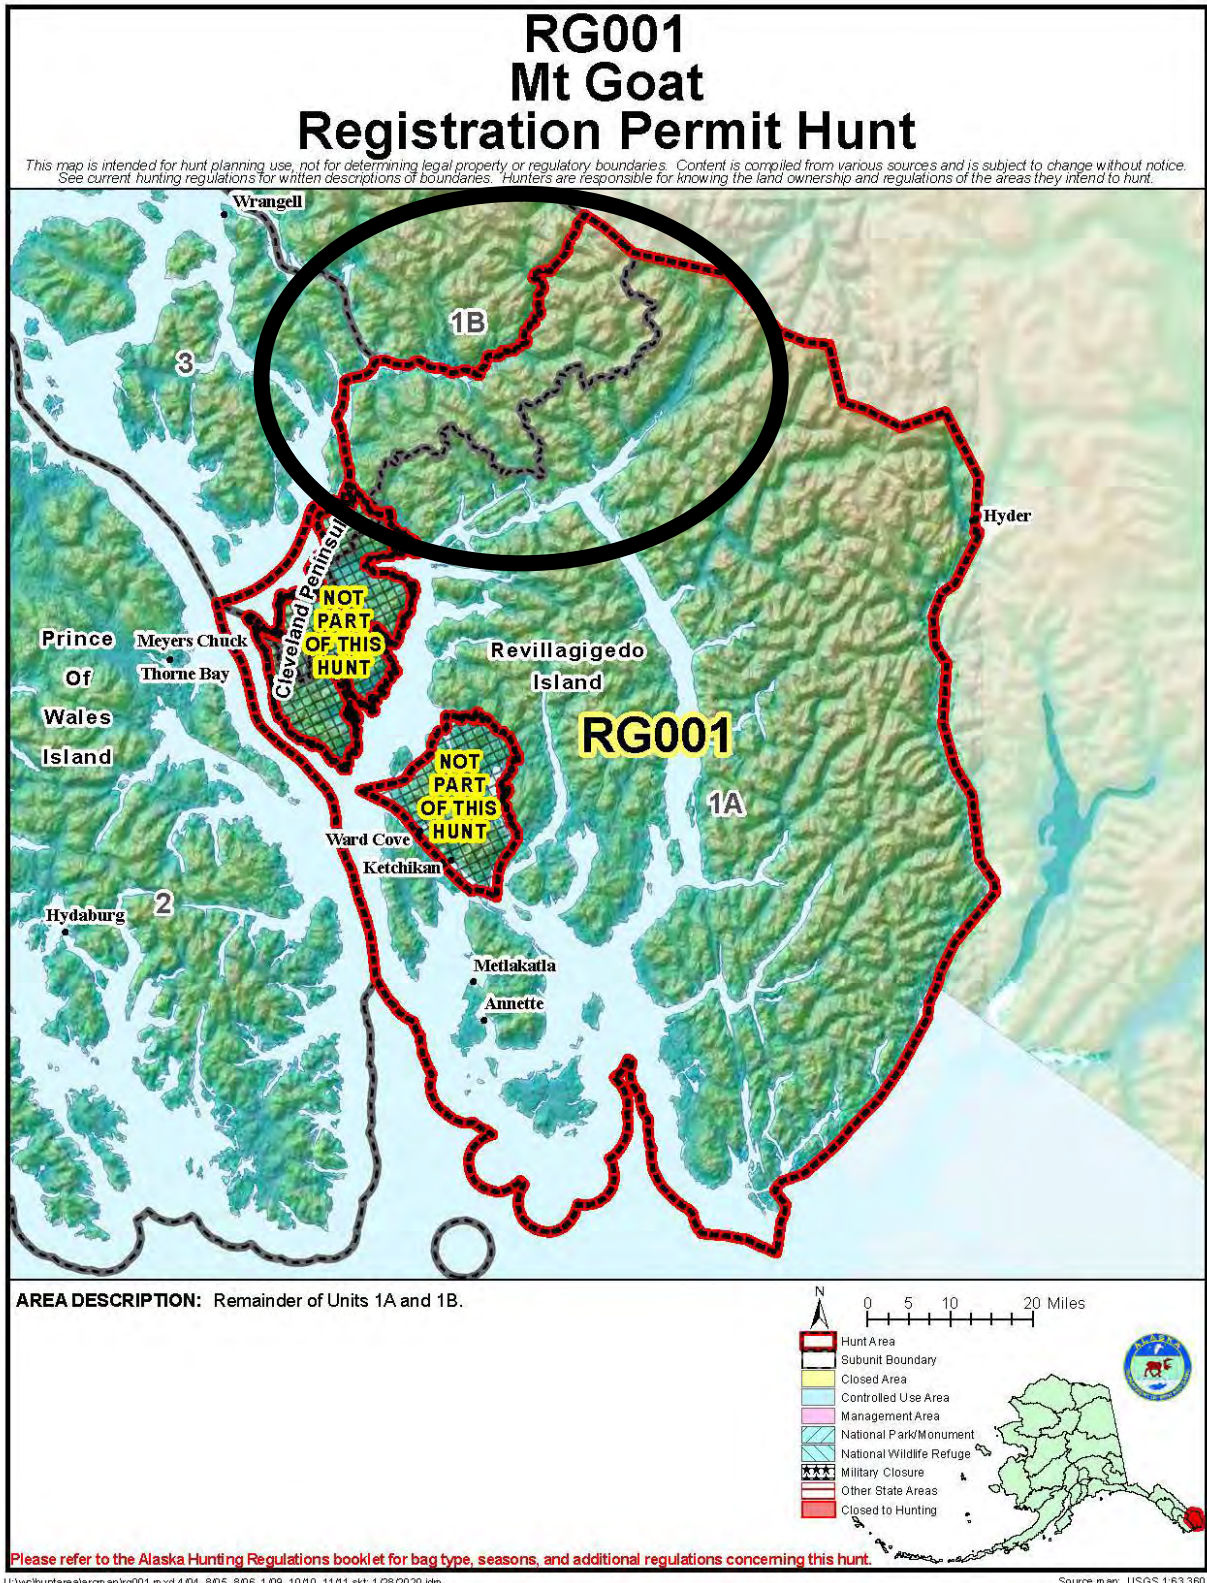 RG001
Mt Goat
Registration Permit Hunt
This map is intended for hunt planning use, not for determining legal property or regulatory boundaries. Content is compiled from various sources and is subject to change without notice.
See current hunting regulations for written descriptions of boundaries. Hunters are responsible for knowing the land ownership and regulations of the areas they intend to hunt.
Wrangell
1B
3
Hyder
Cleveland Peninsul
NOT
PART
OF THIS
HUNT
Prince
Of
Wales
Island
Meyers Chuck
Thorne Bay
Revillagigedo
Island
RG001
NOT
PART
OF THIS
HUNT
1A
Ward Cove
Ketchikan
2
Hydaburg
Metlakatla
Annette
AREA DESCRIPTION: Remainder of Units 1A and 1B.
N
0 5 10 20 Miles
Hunt Area
Subunit Boundary
Closed Area
Controlled Use Area
Management Area
National Park/Monument
National Wildlife Refuge
Military Closure
Other State Areas
Closed to Hunting
ALASKA
Please refer to the Alaska Hunting Regulations booklet for bag type, seasons, and additional regulations concerning this hunt.
Source map: USGS 1:63,360